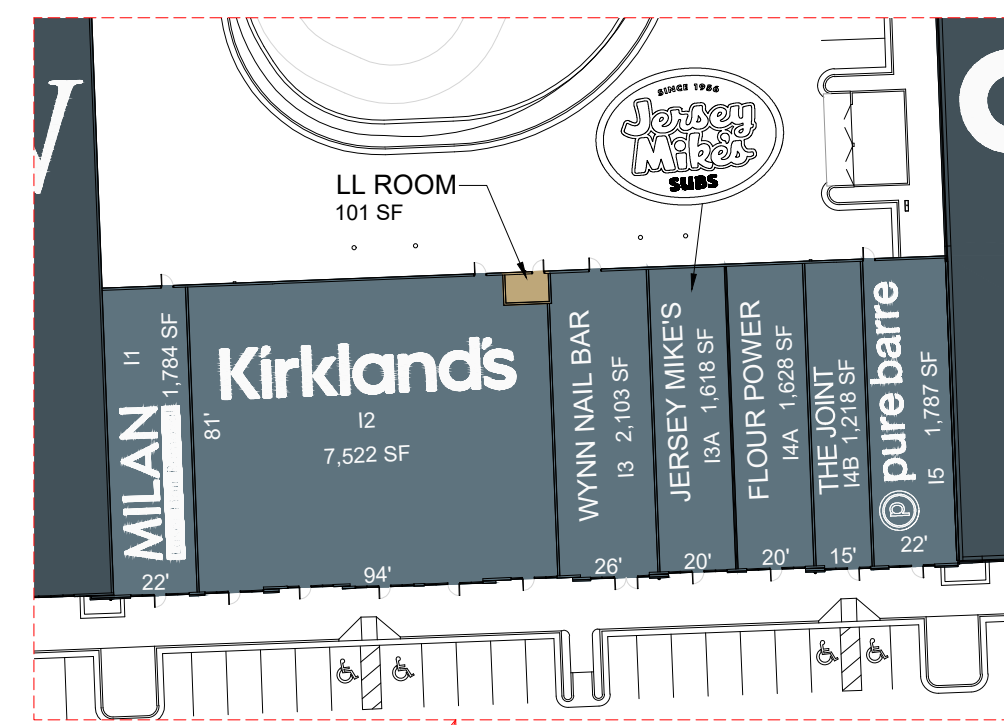 SINCE 1956
Jersey
Mike's
SUBS
LL ROOM
101 SF
I1
1,784 SF
MILAN
22'
81'
Kirkland's
I2
7,522 SF
94'
WYNN NAIL BAR
I3 2,103 SF
26'
JERSEY MIKE'S
I3A 1,618 SF
20'
FLOUR POWER
I4A 1,628 SF
20'
THE JOINT
I4B 1,218 SF
15'
p pure barre
I5 1,787 SF
22'